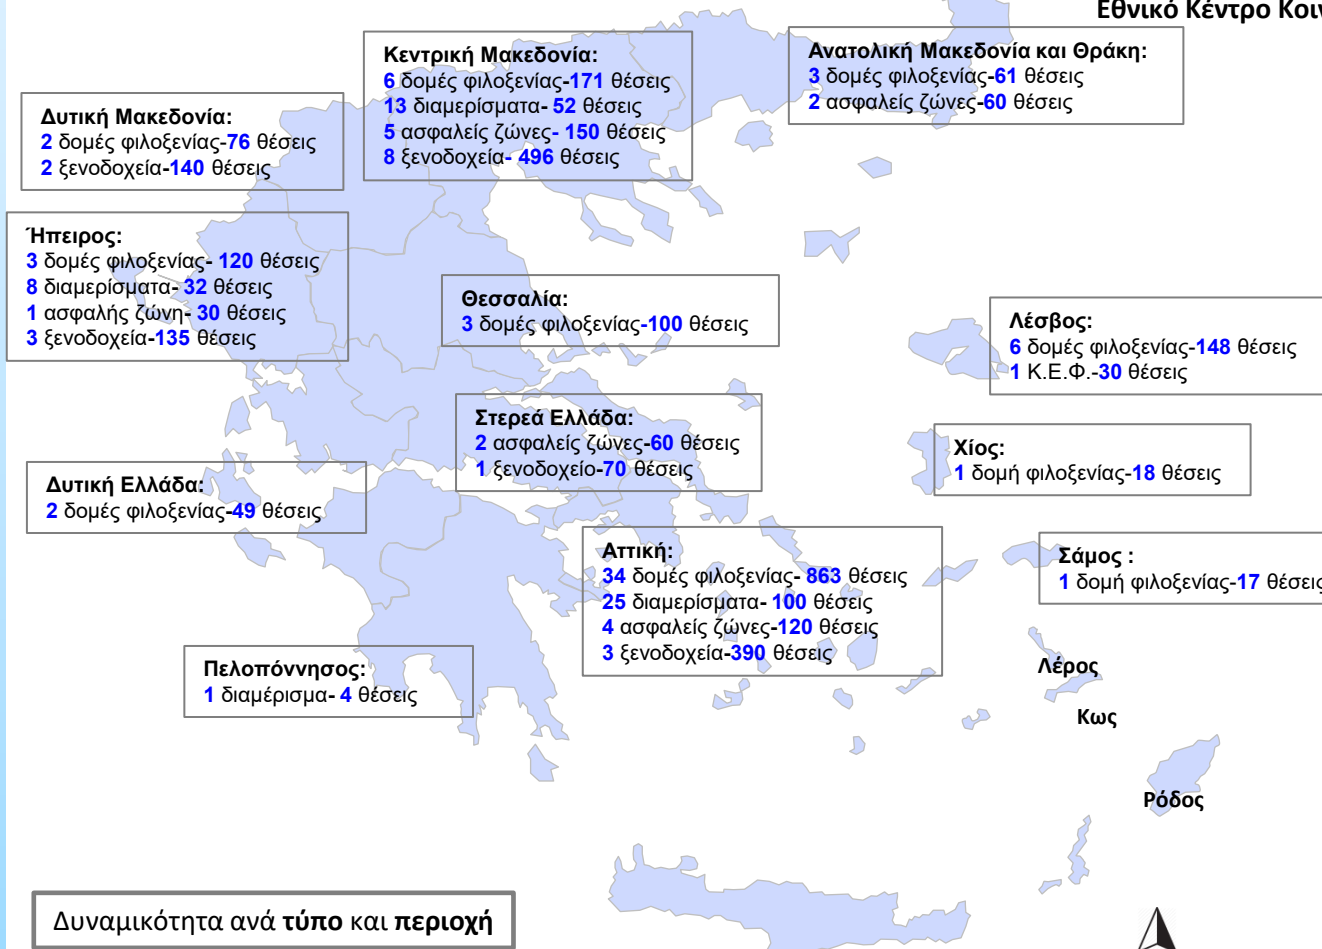 Εθνικό Κέντρο
Κεντρική Μακεδονία:
6 δομές φιλοξενίας-171 θέσεις
13 διαμερίσματα- 52 θέσεις
5 ασφαλείς ζώνες- 150 θέσεις
8 ξενοδοχεία- 496 θέσεις
Ανατολική Μακεδονία και Θράκη:
3 δομές φιλοξενίας-61 θέσεις
2 ασφαλείς ζώνες-60 θέσεις
Δυτική Μακεδονία:
2 δομές φιλοξενίας-76 θέσεις
2 ξενοδοχεία-140 θέσεις
Ήπειρος:
3 δομές φιλοξενίας- 120 θέσεις
8 διαμερίσματα- 32 θέσεις
1 ασφαλής ζώνη- 30 θέσεις
3 ξενοδοχεία-135 θέσεις
Θεσσαλία:
3 δομές φιλοξενίας-100 θέσεις
Λέσβος:
6 δομές φιλοξενίας-148 θέσεις
1 Κ.Ε.Φ.-30 θέσεις
Στερεά Ελλάδα:
2 ασφαλείς ζώνες-60 θέσεις
1 ξενοδοχείο-70 θέσεις
Χίος:
1 δομή φιλοξενίας-18 θέσεις
Δυτική Ελλάδα:
2 δομές φιλοξενίας-49 θέσεις
Αττική:
34 δομές φιλοξενίας- 863 θέσεις
25 διαμερίσματα- 100 θέσεις
4 ασφαλείς ζώνες-120 θέσεις
3 ξενοδοχεία-390 θέσεις
Σάμος :
1 δομή φιλοξενίας-17 θέσεις
Πελοπόννησος:
1 διαμέρισμα- 4 θέσεις
Λέρος
Κως
Ρόδος
Δυναμικότητα ανά τύπο και περιοχή